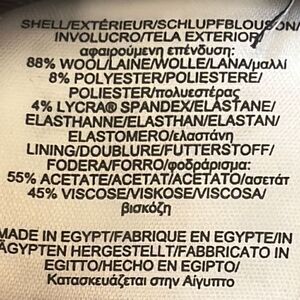 SHELL/EXTÉRIEUR/SCHLUPFBLOUSON/
INVOLUCRO/TELA EXTERIOR/
αφαιρούμενη επένδυση:
88% WOOL/LAINE/WOLLE/LANA/μαλλί
8% POLYESTER/POLIESTERE/
POLIESTER/πολυεστέρας
4% LYCRA® SPANDEX/ELASTANE/
ELASTHANNE/ELASTHAN/ELASTAN/
ELASTOMERO/ελαστάνη
LINING/DOUBLURE/FUTTERSTOFF/
FODERA/FORRO/φοδράρισμα:
55% ACETATE/ACETAT/ACETATO/ασετάτ
45% VISCOSE/VISKOSE/VISCOSA/
βισκόζη
MADE IN EGYPT/FABRIQUE EN EGYPTE/IN
ÄGYPTEN HERGESTELLT/FABBRICATO IN
EGITTO/HECHO EN EGIPTO/
Κατασκευάζεται στην Αίγυπτο